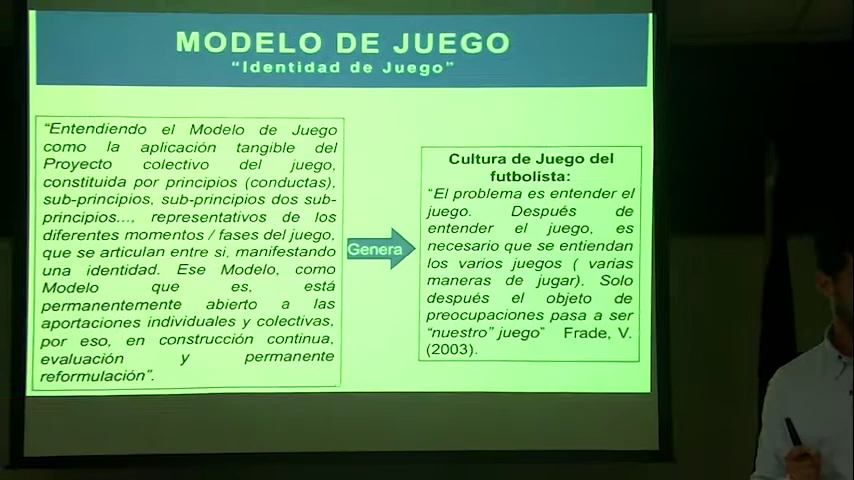 MODELO DE JUEGO
“Identidad de Juego”
“Entendiendo el Modelo de Juego
como la aplicación tangible del
Proyecto colectivo del juego,
constituida por principios (conductas),
sub-principios, sub-principios dos sub-
principios..., representativos de los
diferentes momentos / fases del juego,
que se articulan entre si, manifestando
una identidad. Ese Modelo, como
Modelo que es, está
permanentemente abierto a las
aportaciones individuales y colectivas,
por eso, en construcción continua,
evaluación y permanente
reformulación”.
Genera
Cultura de Juego del
futbolista:
“El problema es entender el
juego. Después de
entender el juego, es
necesario que se entiendan
los varios juegos ( varias
maneras de jugar). Solo
después el objeto de
preocupaciones pasa a ser
“nuestro” juego” Frade, V.
(2003).